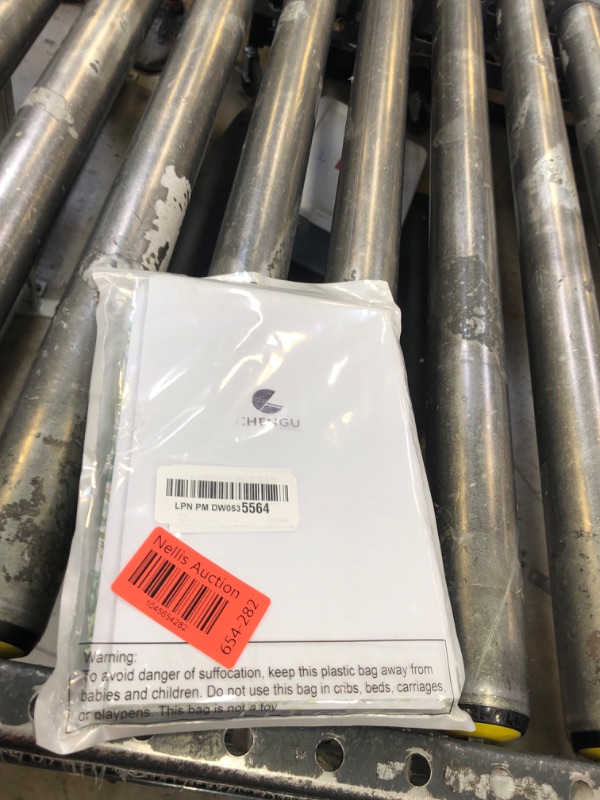 CHENGU
LPN PM DW0535564
Nellis Auction
1045654282
654-282
Warning:
To avoid danger of suffocation, keep this plastic bag away from
babies and children. Do not use this bag in cribs, beds, carriages,
or playpens. This bag is not a toy